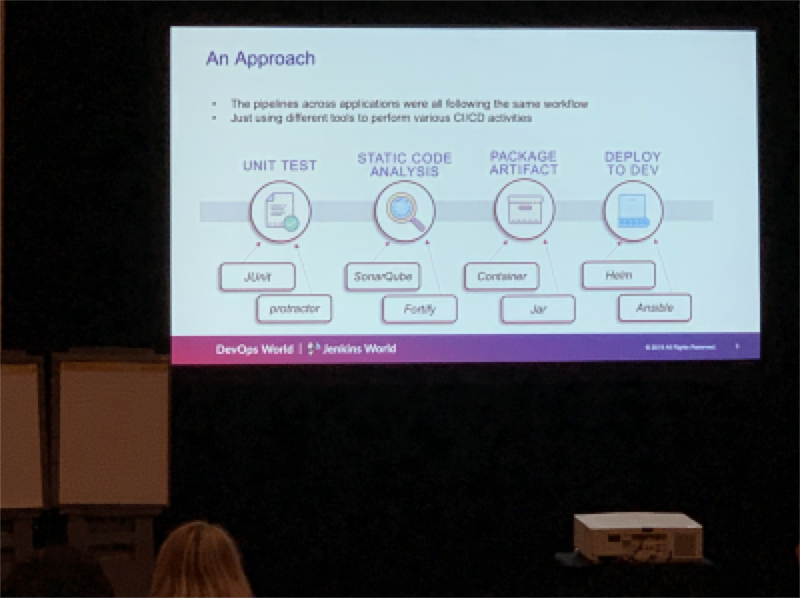 An Approach
• The pipelines across applications were all following the same workflow
• Just using different tools to perform various CI/CD activities
UNIT TEST
STATIC CODE
ANALYSIS
PACKAGE
ARTIFACT
DEPLOY
TO DEV
JUnit
protractor
SonarQube
Fortify
Container
Jar
Helm
Ansible
DevOps World | Jenkins World
© 2019 All Rights Reserved.